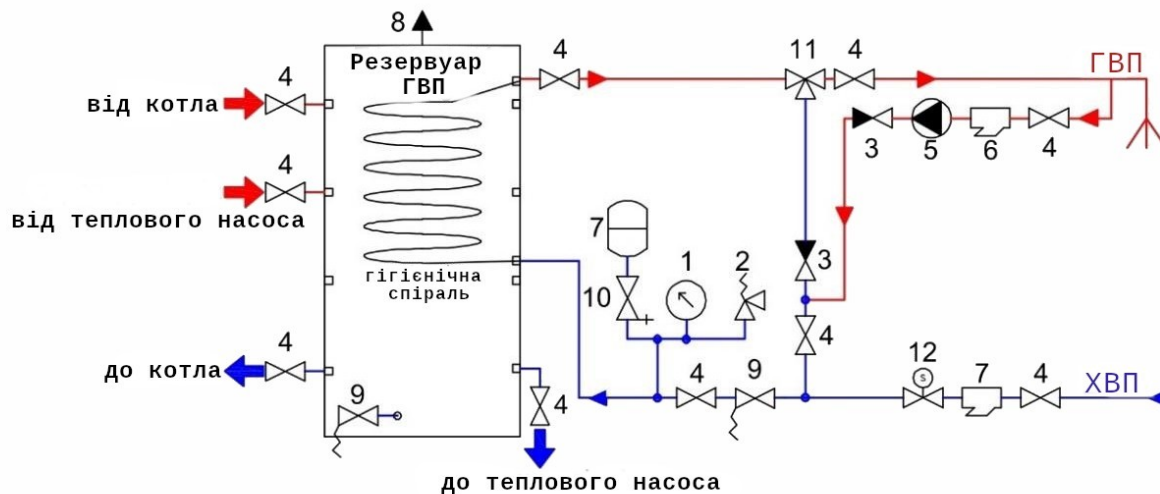 8
Резервуар
ГВП
4
11
4
ГВП
4
від котла
3
5
6
4
4
від теплового насоса
7
1
2
3
гігієнічна
спіраль
10
4
4
до котла
4
9
12
7
4
ХВП
9
4
S
до теплового насоса